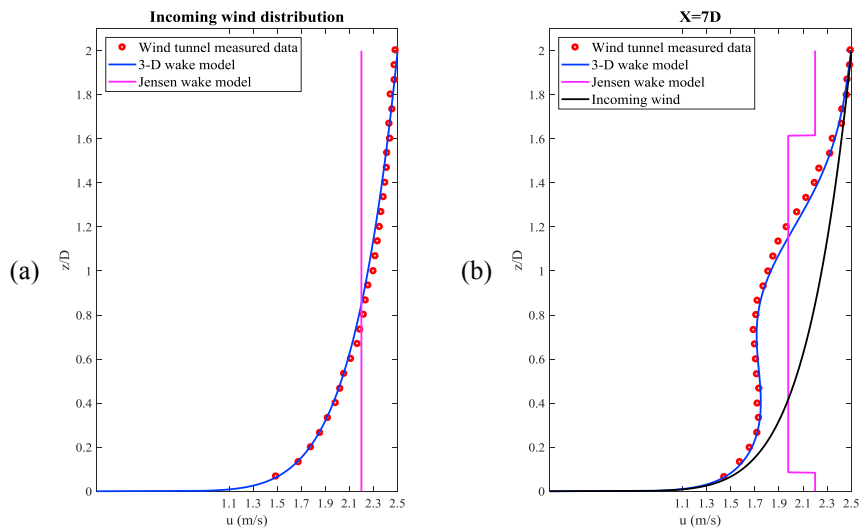 Incoming wind distribution
Wind tunnel measured data
3-D wake model
Jensen wake model
2
1.8
1.6
1.4
1.2
1
0.8
0.6
0.4
0.2
0
z/D
(a)
1.1 1.3 1.5 1.7 1.9 2.1 2.3 2.5
u (m/s)
X=7D
Wind tunnel measured data
3-D wake model
Jensen wake model
Incoming wind
2
1.8
1.6
1.4
1.2
1
0.8
0.6
0.4
0.2
0
z/D
(b)
1.1 1.3 1.5 1.7 1.9 2.1 2.3 2.5
u (m/s)